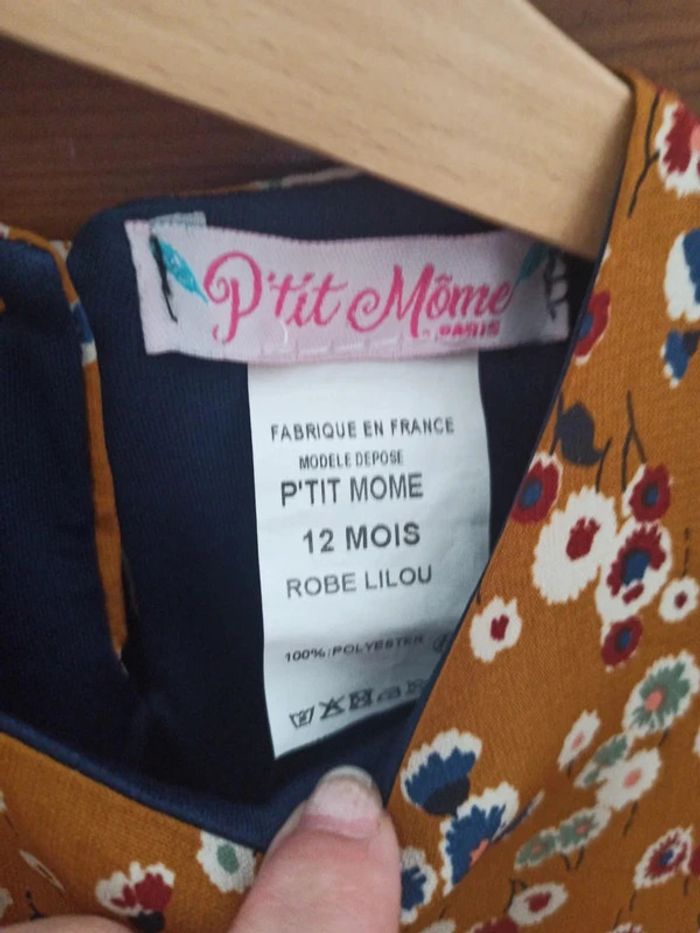 P'tit Môme
PARIS
FABRIQUE EN FRANCE
MODELE DEPOSE
P'TIT MOME
12 MOIS
ROBE LILOU
100% POLYESTER